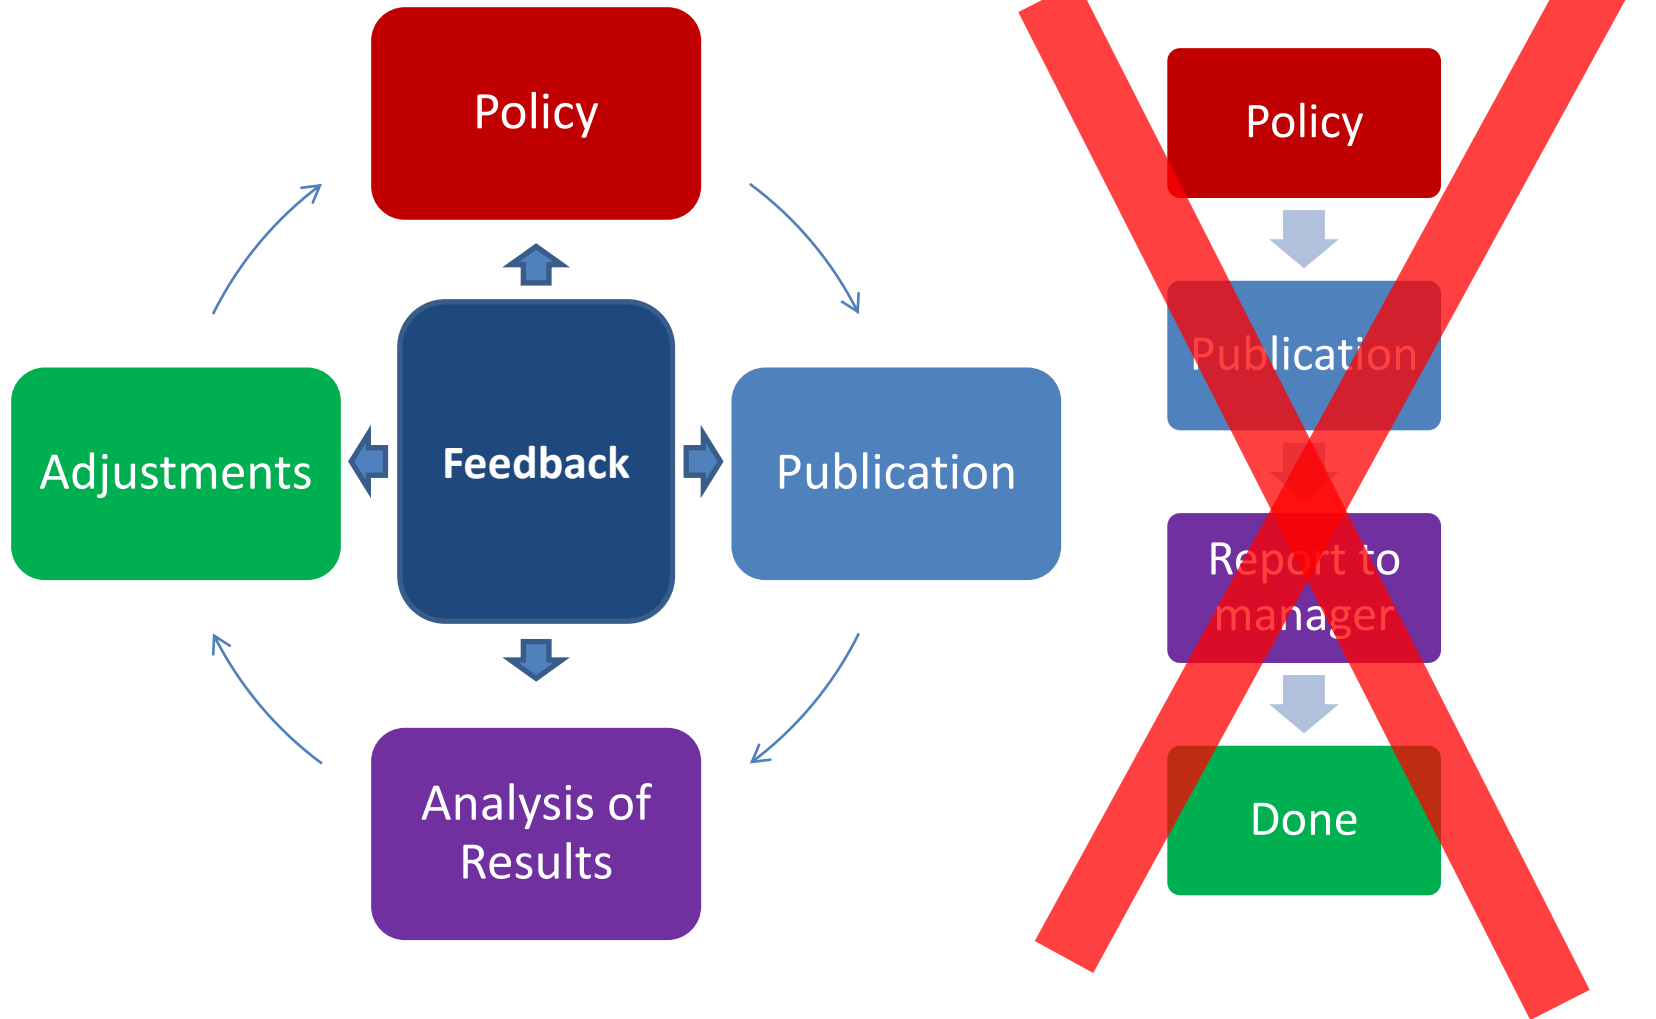 Policy
Publication
Analysis of
Results
Adjustments
Feedback
Policy
Publication
Report to
manager
Done